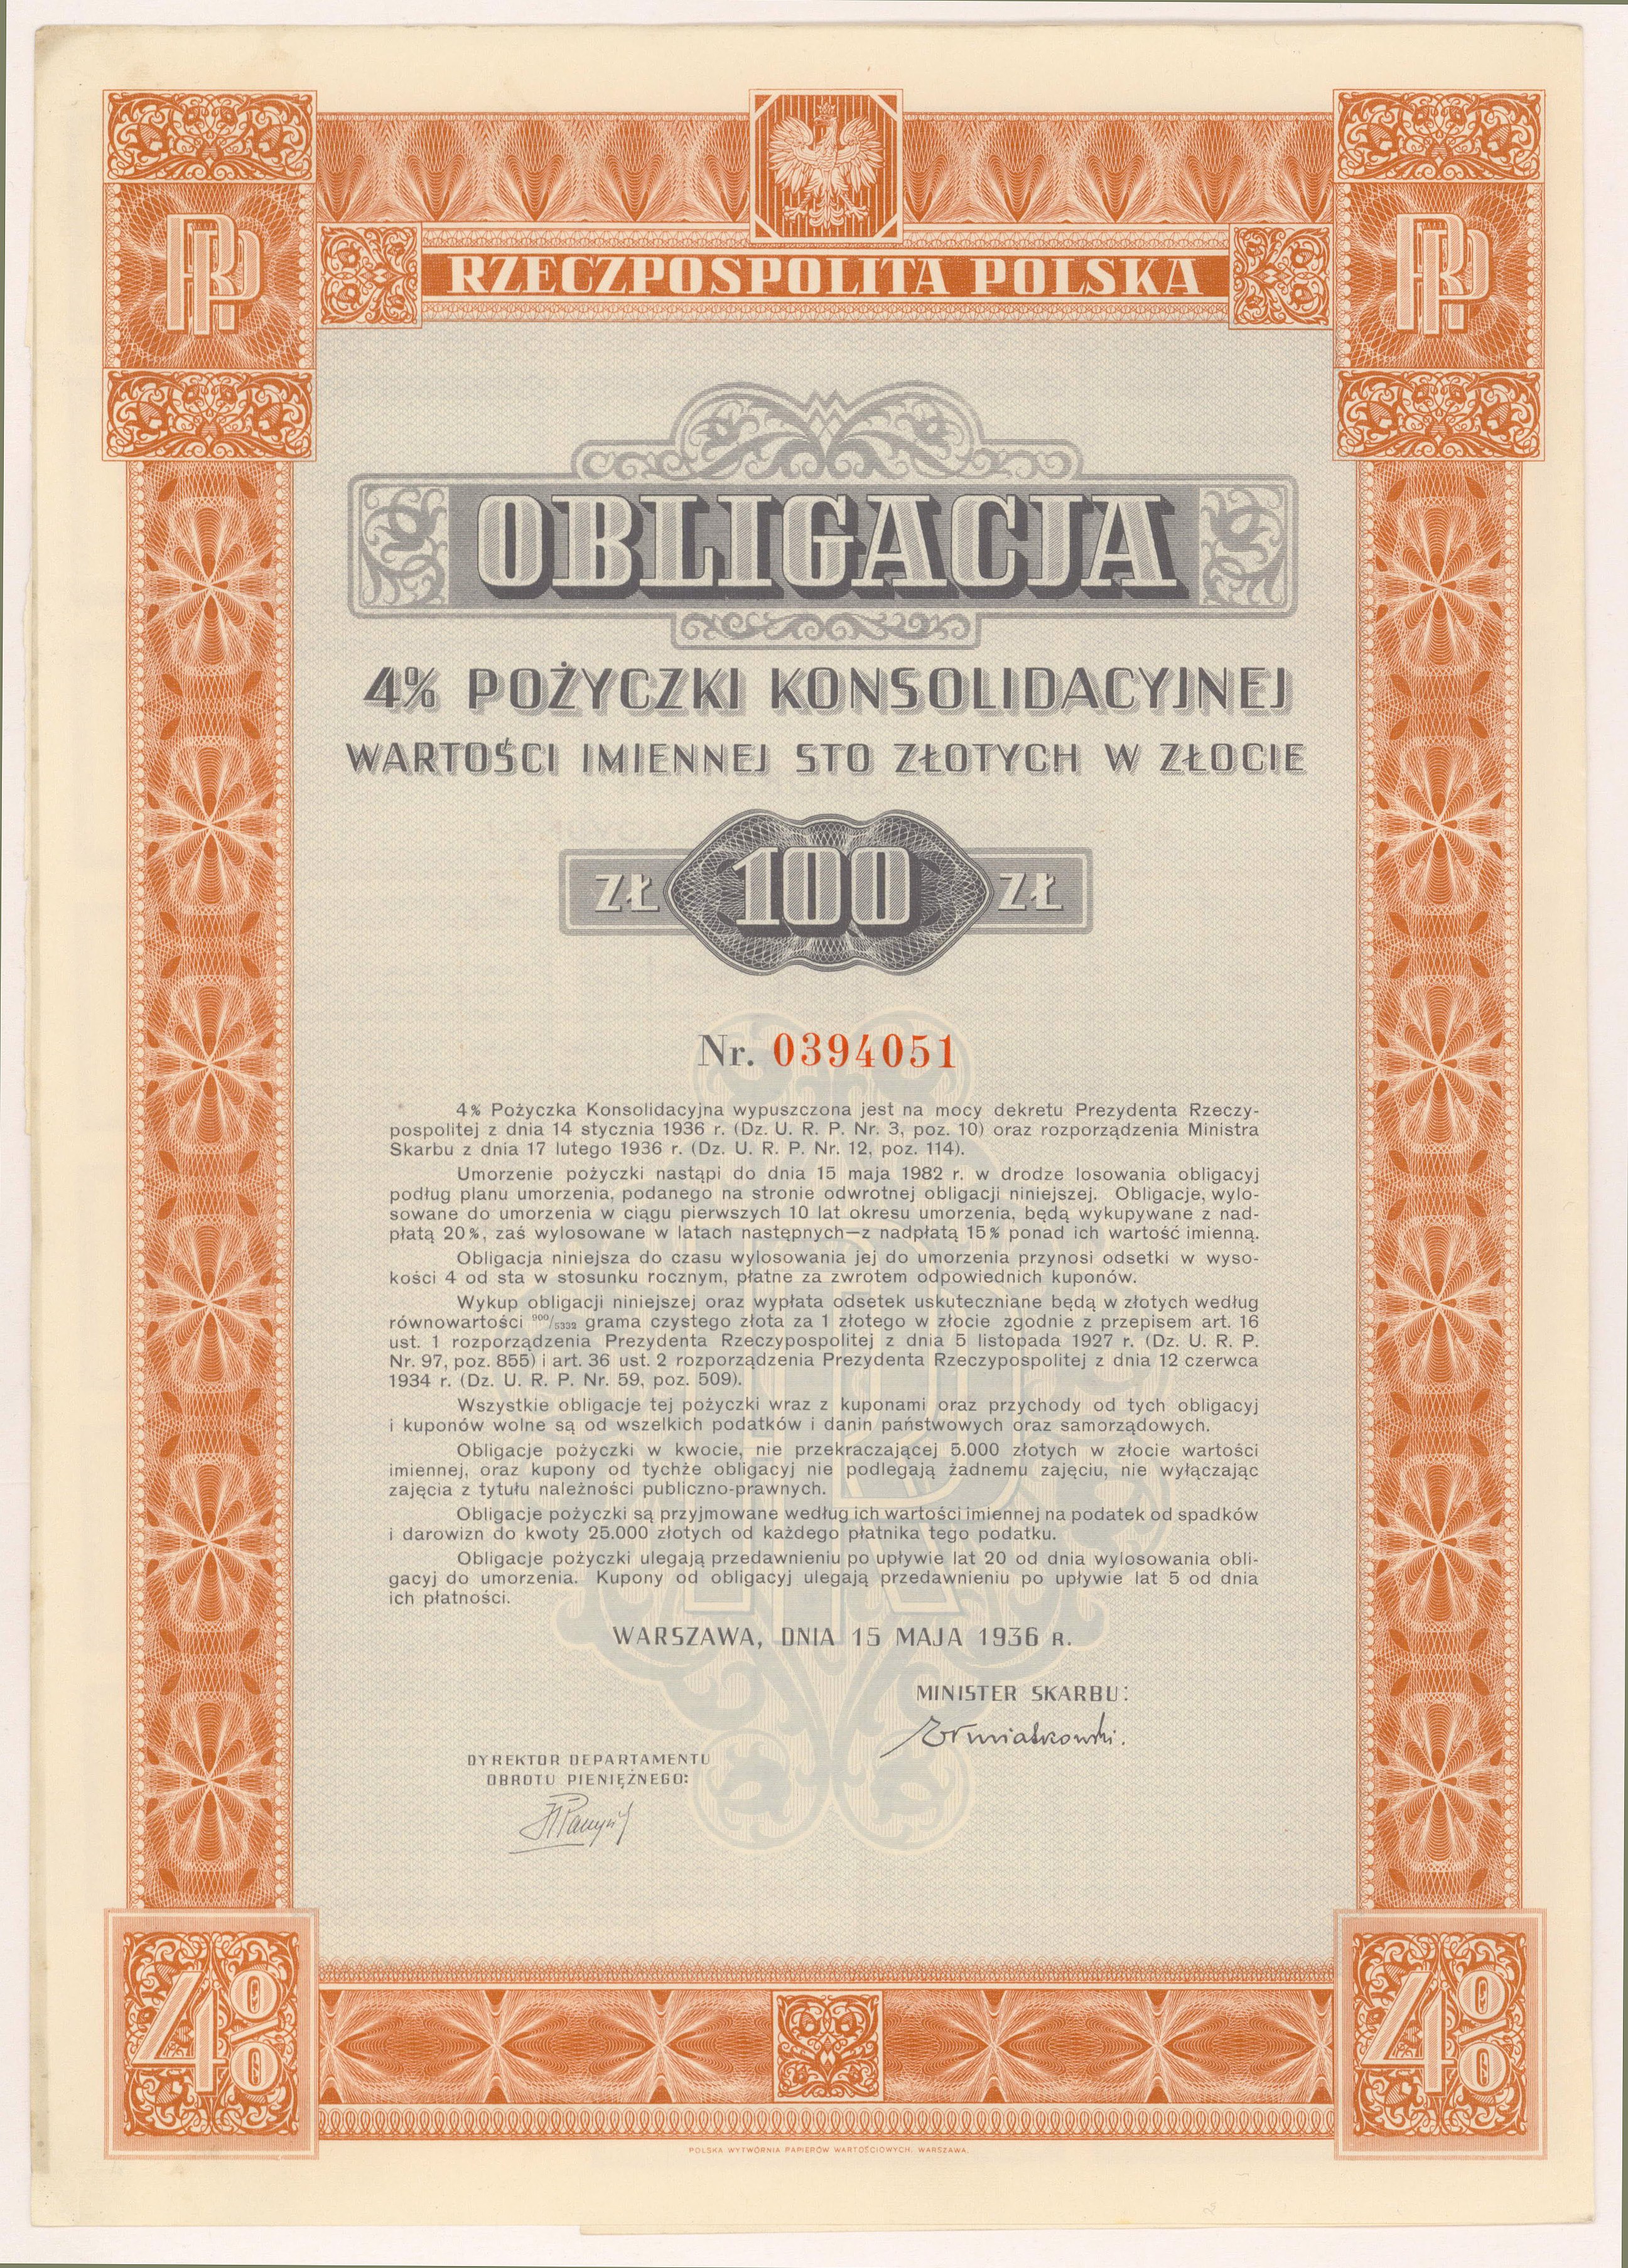 RP
RP
RZECZPOSPOLITA POLSKA
OBLIGACJA
4% POŻYCZKI KONSOLIDACYJNEJ
WARTOŚCI IMIENNEJ STO ZŁOTYCH W ZŁOCIE
ZŁ 100 ZŁ
Nr. 0394051
4% Pożyczka Konsolidacyjna wypuszczona jest na mocy dekretu Prezydenta Rzeczy-
pospolitej z dnia 14 stycznia 1936 r. (Dz. U. R. P. Nr. 3, poz. 10) oraz rozporządzenia Ministra
Skarbu z dnia 17 lutego 1936 r. (Dz. U. R. P. Nr. 12, poz. 114).
Umorzenie pożyczki nastąpi do dnia 15 maja 1982 r. w drodze losowania obligacyj
podług planu umorzenia, podanego na stronie odwrotnej obligacji niniejszej. Obligacje, wylo-
sowane do umorzenia w ciągu pierwszych 10 lat okresu umorzenia, będą wykupywane z nad-
płatą 20%, zaś wylosowane w latach następnych—z nadpłatą 15% ponad ich wartość imienną.
Obligacja niniejsza do czasu wylosowania jej do umorzenia przynosi odsetki w wyso-
kości 4 od sta w stosunku rocznym, płatne za zwrotem odpowiednich kuponów.
Wykup obligacji niniejszej oraz wypłata odsetek uskuteczniane będą w złotych według
równowartości 900/5332 grama czystego złota za 1 złotego w złocie zgodnie z przepisem art. 16
ust. 1 rozporządzenia Prezydenta Rzeczypospolitej z dnia 5 listopada 1927 r. (Dz. U. R. P.
Nr. 97, poz. 855) i art. 36 ust. 2 rozporządzenia Prezydenta Rzeczypospolitej z dnia 12 czerwca
1934 r. (Dz. U. R. P. Nr. 59, poz. 509).
Wszystkie obligacje tej pożyczki wraz z kuponami oraz przychody od tych obligacyj
i kuponów wolne są od wszelkich podatków i danin państwowych oraz samorządowych.
Obligacje pożyczki w kwocie, nie przekraczającej 5.000 złotych w złocie wartości
imiennej, oraz kupony od tychże obligacyj nie podlegają żadnemu zajęciu, nie wyłączając
zajęcia z tytułu należności publiczno-prawnych.
Obligacje pożyczki są przyjmowane według ich wartości imiennej na podatek od spadków
i darowizn do kwoty 25.000 złotych od każdego płatnika tego podatku.
Obligacje pożyczki ulegają przedawnieniu po upływie lat 20 od dnia wylosowania obli-
gacyj do umorzenia. Kupony od obligacyj ulegają przedawnieniu po upływie lat 5 od dnia
ich płatności.
WARSZAWA, DNIA 15 MAJA 1936 R.
MINISTER SKARBU:
DYREKTOR DEPARTAMENTU
OBROTU PIENIĘŻNEGO:
4%
4%
POLSKA WYTWÓRNIA PAPIERÓW WARTOŚCIOWYCH. WARSZAWA.